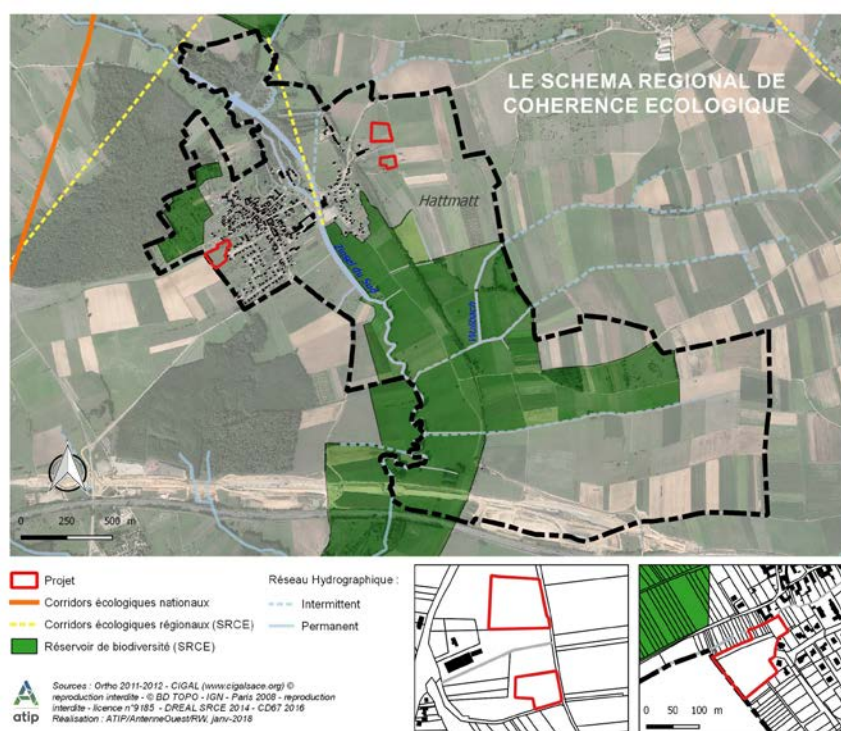 LE SCHEMA REGIONAL DE
COHERENCE ECOLOGIQUE
Hattmatt
Zinsel du Sud
0 250 500 m
Projet
Corridors écologiques nationaux
Corridors écologiques régionaux (SRCE)
Réservoir de biodiversité (SRCE)
Réseau Hydrographique :
Intermittent
Permanent
atip
Sources : Ortho 2011-2012 - CIGAL (www.cigalsace.org) ©
reproduction interdite - © BD TOPO - IGN - Paris 2008 - reproduction
interdite - licence n°9185 - DREAL SRCE 2014 - CD67 2016
Réalisation : ATIP/AntenneOuest/RW, janv-2018
0 50 100 m